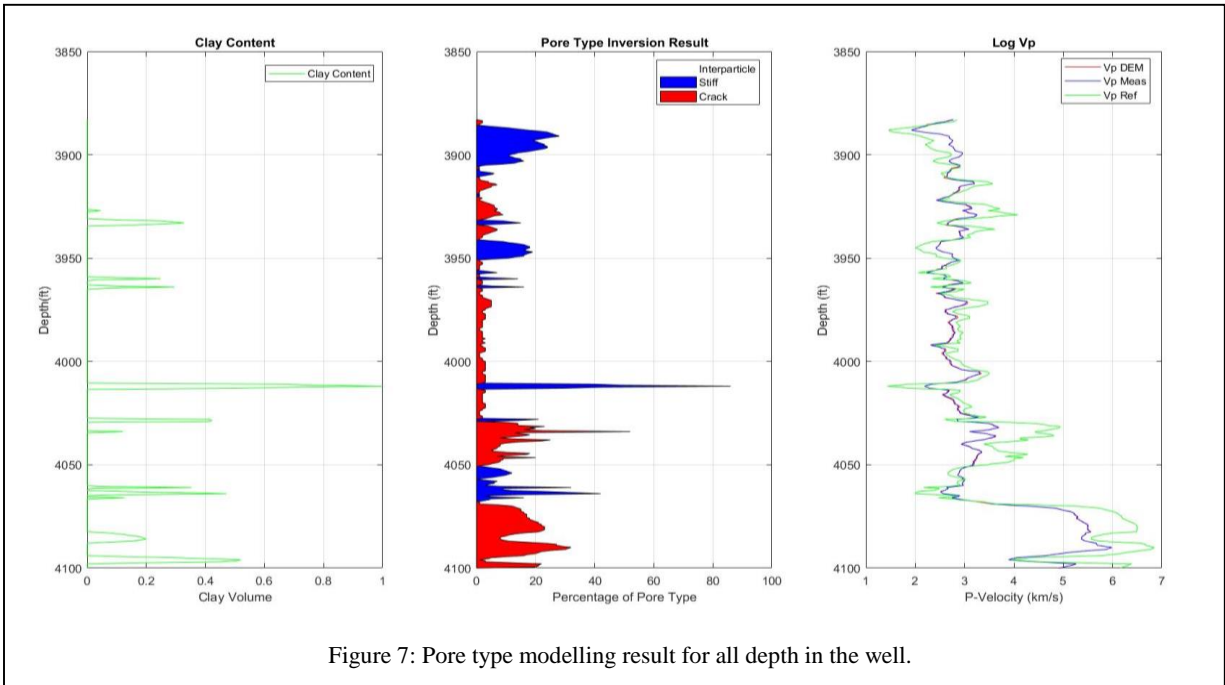 Clay Content
Clay Content
3850
3900
3950
4000
4050
4100
Depth(ft)
0 0.2 0.4 0.6 0.8 1
Clay Volume
Pore Type Inversion Result
Interparticle
Stiff
Crack
3850
3900
3950
4000
4050
4100
Depth (ft)
0 20 40 60 80 100
Percentage of Pore Type
Log Vp
Vp DEM
Vp Meas
Vp Ref
3850
3900
3950
4000
4050
4100
Depth (ft)
1 2 3 4 5 6 7
P-Velocity (km/s)
Figure 7: Pore type modelling result for all depth in the well.